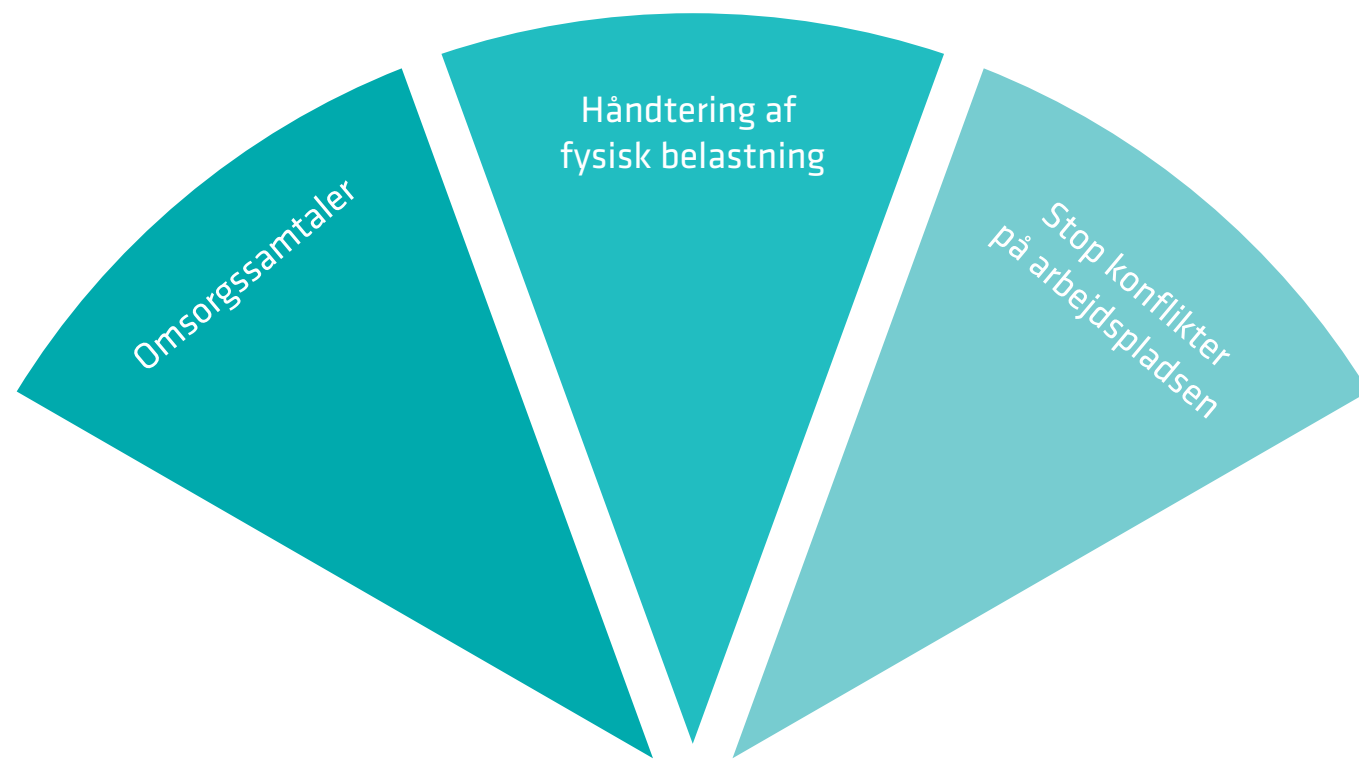 Omsorgssamtaler
Håndtering af
fysisk belastning
Stop konflikter
på arbejdspladsen